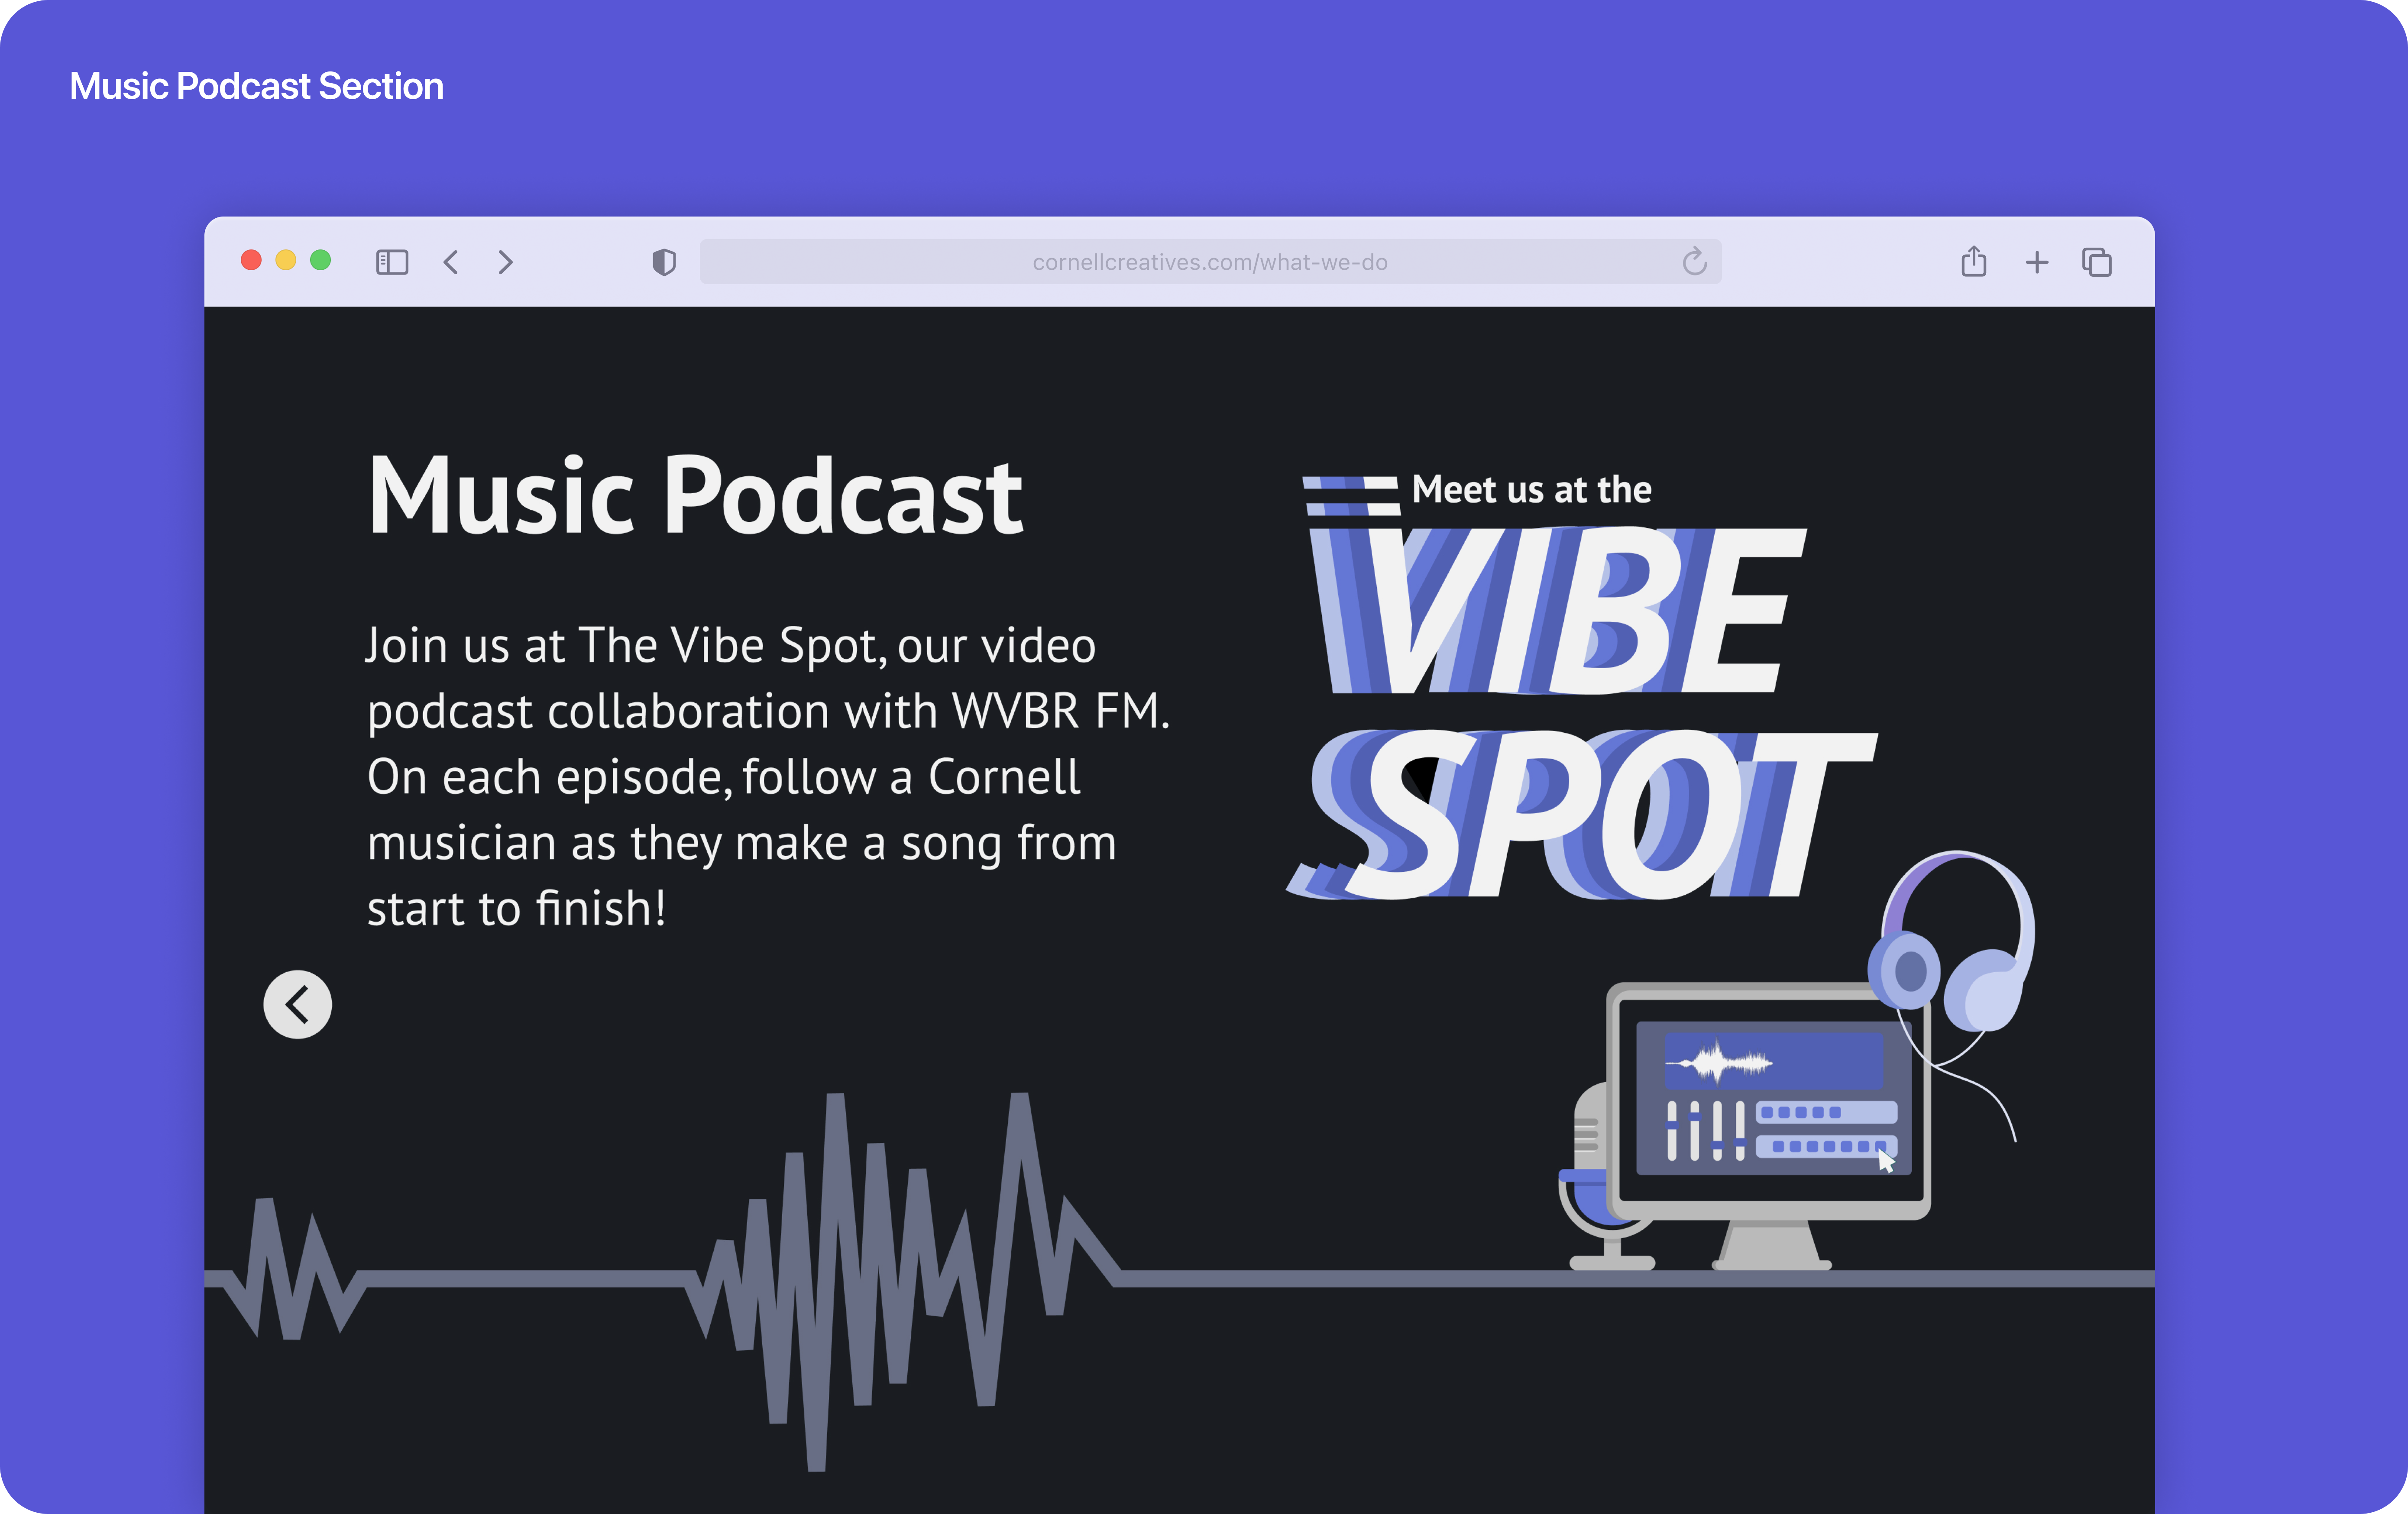 Music Podcast Section
cornellcreatives.com/what-we-do
Music Podcast
Join us at The Vibe Spot, our video
podcast collaboration with WVBR FM.
On each episode, follow a Cornell
musician as they make a song from
start to finish!
Meet us at the
VIBE
SPOT